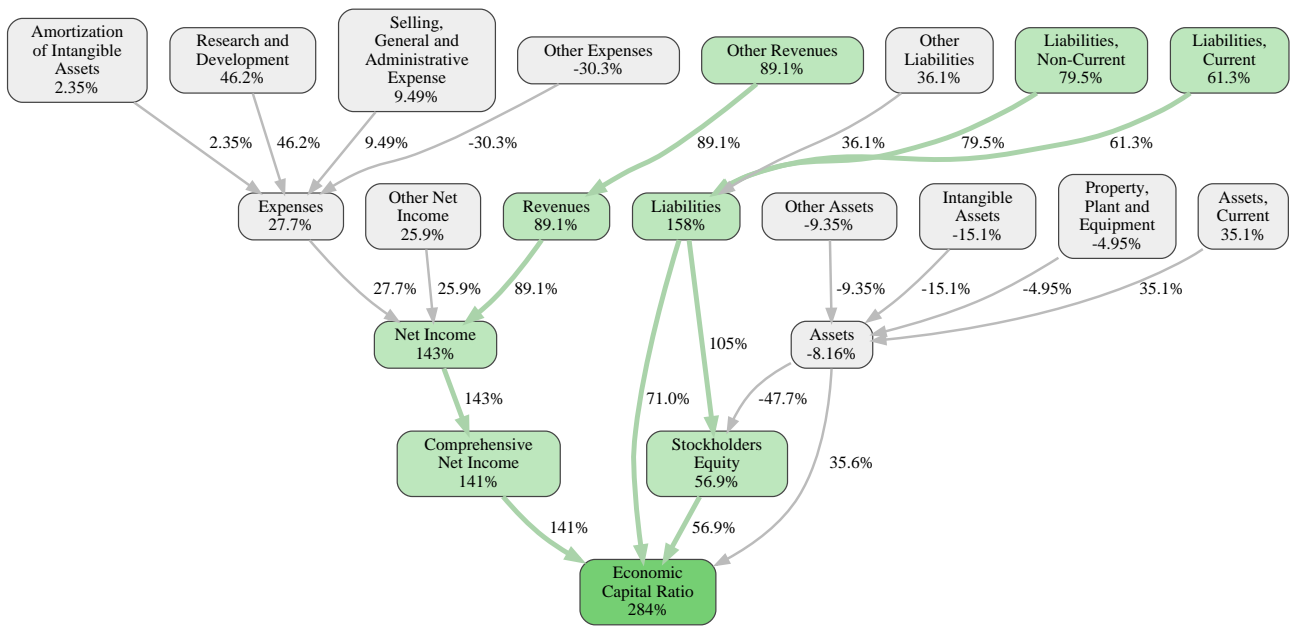 Amortization
of Intangible
Assets
2.35%
Research and
Development
46.2%
Selling,
General and
Administrative
Expense
9.49%
Other Expenses
-30.3%
Other Revenues
89.1%
Other
Liabilities
36.1%
Liabilities,
Non-Current
79.5%
Liabilities,
Current
61.3%
2.35%
46.2%
9.49%
-30.3%
89.1%
36.1%
79.5%
61.3%
Expenses
27.7%
Other Net
Income
25.9%
Revenues
89.1%
Liabilities
158%
Other Assets
-9.35%
Intangible
Assets
-15.1%
Property,
Plant and
Equipment
-4.95%
Assets,
Current
35.1%
27.7%
25.9%
89.1%
-9.35%
-15.1%
-4.95%
35.1%
Net Income
143%
105%
Assets
-8.16%
143%
71.0%
-47.7%
Comprehensive
Net Income
141%
Stockholders
Equity
56.9%
35.6%
141%
56.9%
Economic
Capital Ratio
284%